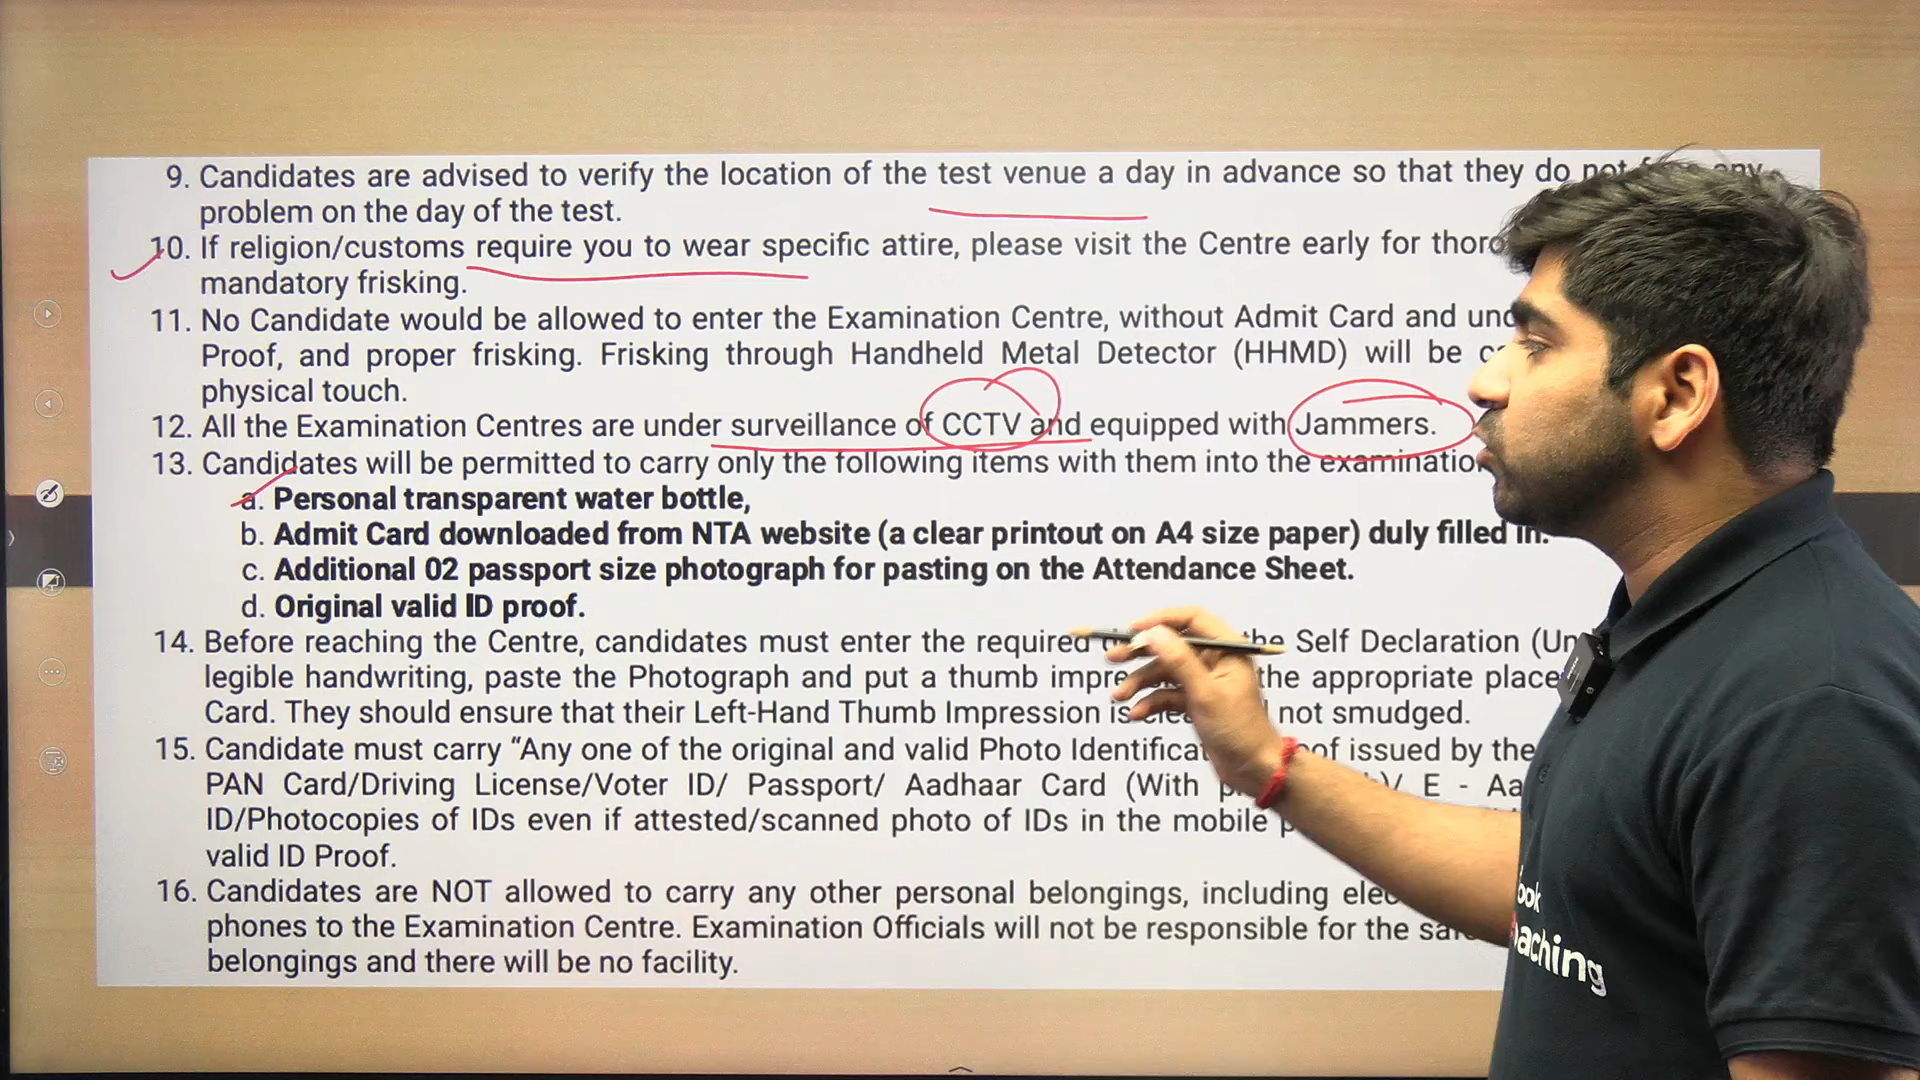 9. Candidates are advised to verify the location of the test venue a day in advance so that they do not any
problem on the day of the test.
10. If religion/customs require you to wear specific attire, please visit the Centre early for
mandatory frisking.
11. No Candidate would be allowed to enter the Examination Centre, without Admit Card and
Proof, and proper frisking. Frisking through Handheld Metal Detector (HHMD) will be
physical touch.
12. All the Examination Centres are under surveillance of CCTV and equipped with Jammers.
13. Candidates will be permitted to carry only the following items with them into the
a. Personal transparent water bottle,
b. Admit Card downloaded from NTA website (a clear printout on A4 size paper) duly filled in.
c. Additional 02 passport size photograph for pasting on the Attendance Sheet.
d. Original valid ID proof.
14. Before reaching the Centre, candidates must enter the required the Self Declaration
legible handwriting, paste the Photograph and put a thumb the appropriate place
Card. They should ensure that their Left-Hand Thumb Impression is not smudged.
15. Candidate must carry “Any one of the original and valid Photo issued by the
PAN Card/Driving License/Voter ID/ Passport/ Aadhaar Card (With E -
ID/Photocopies of IDs even if attested/scanned photo of IDs in the mobile
valid ID Proof.
16. Candidates are NOT allowed to carry any other personal belongings, including
phones to the Examination Centre. Examination Officials will not be responsible for the
belongings and there will be no facility.